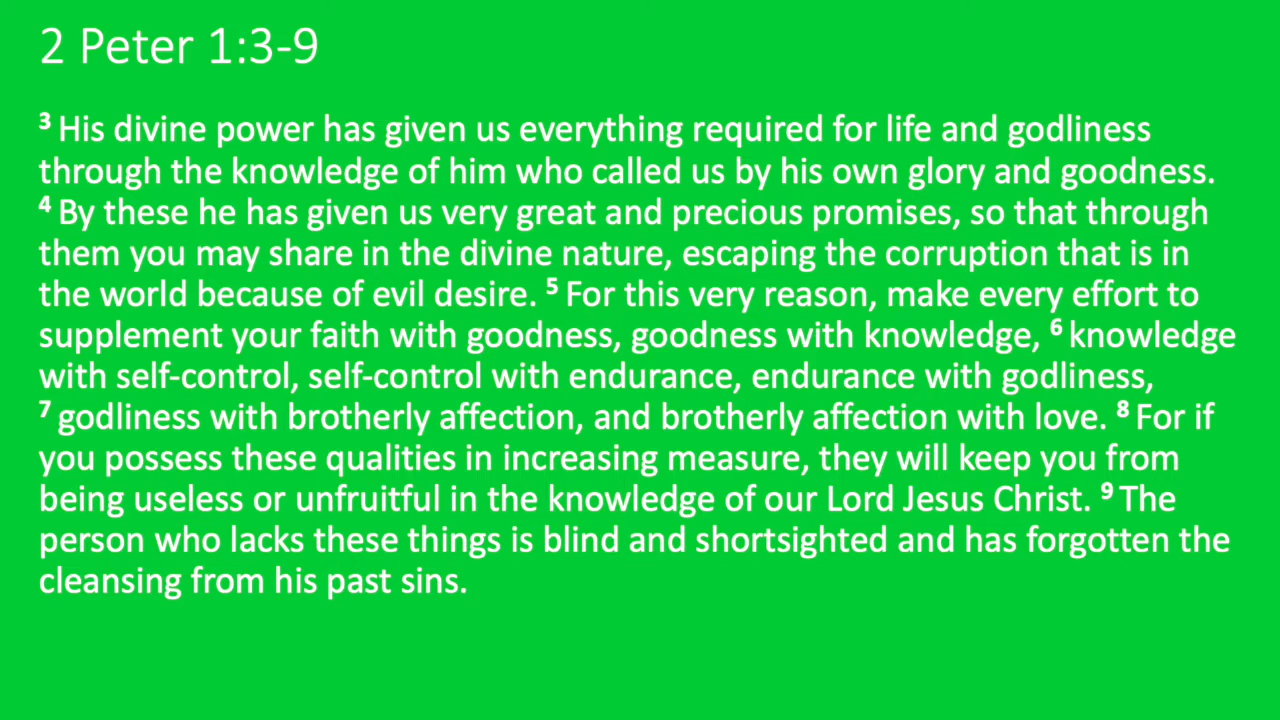 2 Peter 1:3-9
³ His divine power has given us everything required for life and godliness
through the knowledge of him who called us by his own glory and goodness.
⁴ By these he has given us very great and precious promises, so that through
them you may share in the divine nature, escaping the corruption that is in
the world because of evil desire. ⁵ For this very reason, make every effort to
supplement your faith with goodness, goodness with knowledge, ⁶ knowledge
with self-control, self-control with endurance, endurance with godliness,
⁷ godliness with brotherly affection, and brotherly affection with love. ⁸ For if
you possess these qualities in increasing measure, they will keep you from
being useless or unfruitful in the knowledge of our Lord Jesus Christ. ⁹ The
person who lacks these things is blind and shortsighted and has forgotten the
cleansing from his past sins.